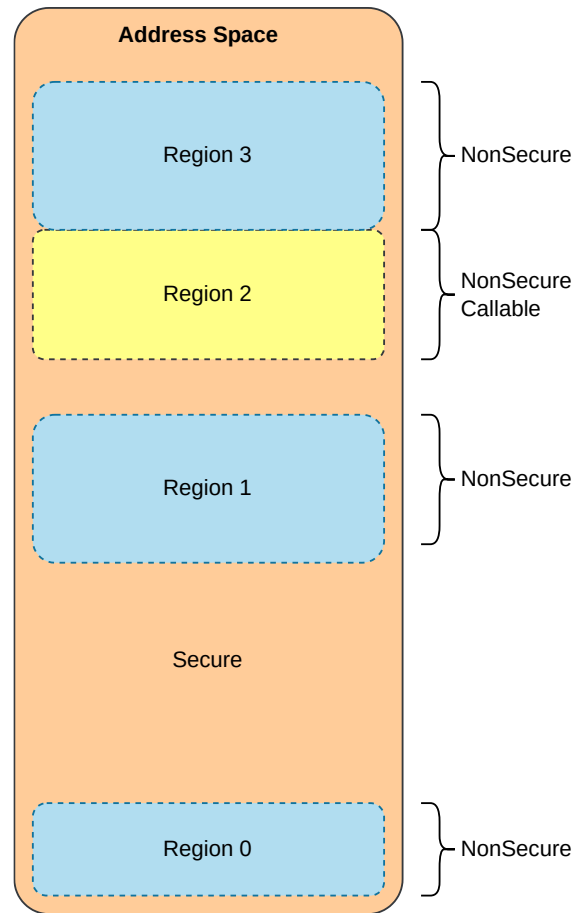 Address Space
Region 3
NonSecure
Region 2
NonSecure
Callable
Region 1
NonSecure
Secure
Region 0
NonSecure